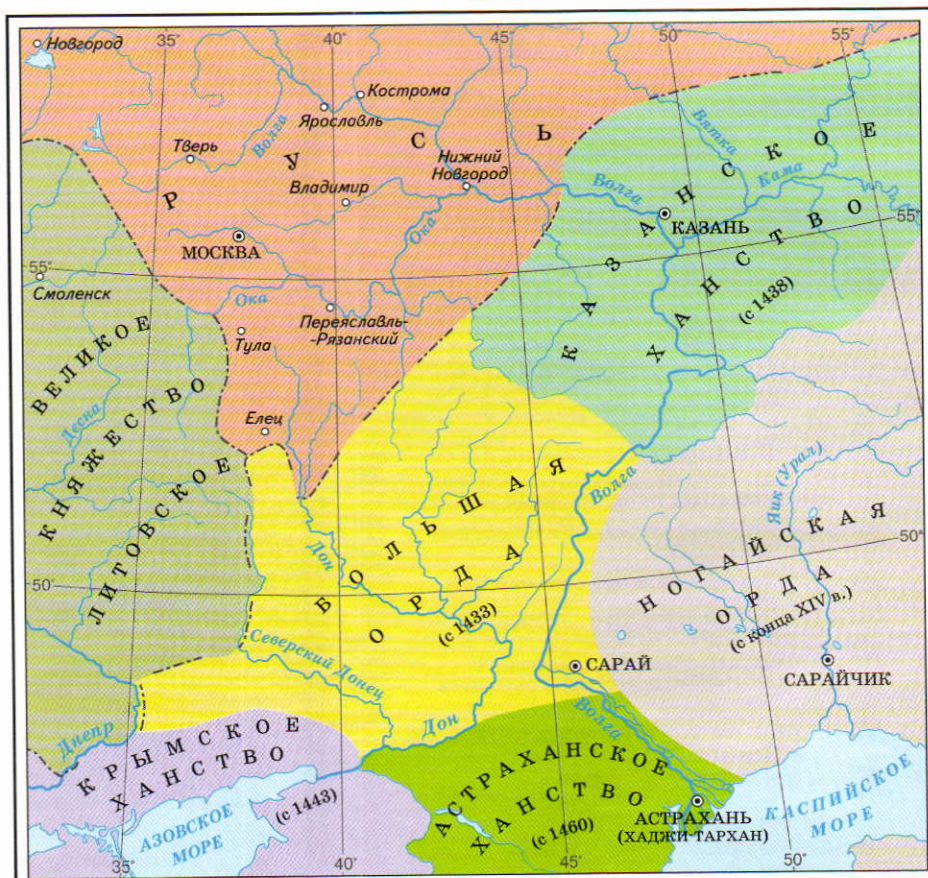 35°
40°
50°
55°
Новгород
Кострома
Ярославль
Волга
РУСЬ
Тверь
Нижний
Новгород
Владимир
Вятка
Кама
Волга
КАЗАНЬ
МОСКВА
Ока
55°
55°
Смоленск
Ока
Переяславль-
-Рязанский
Тула
КАЗАНСКОЕ
ХАНСТВО
(с 1438)
ВЕЛИКОЕ
КНЯЖЕСТВО
ЛИТОВСКОЕ
Десна
Елец
Волга
Яик (Урал)
Дон
БОЛЬШАЯ
ОРДА
(с 1433)
НОГАЙСКАЯ
ОРДА
(с конца XIV в.)
50°
50°
Северский Донец
САРАЙ
САРАЙЧИК
Днепр
Дон
Волга
КРЫМСКОЕ
ХАНСТВО
(с 1443)
АЗОВСКОЕ
МОРЕ
АСТРАХАНСКОЕ
ХАНСТВО
(с 1460)
АСТРАХАНЬ
(ХАДЖИ-ТАРХАН)
КАСПИЙСКОЕ
МОРЕ
35°
40°
45°
50°